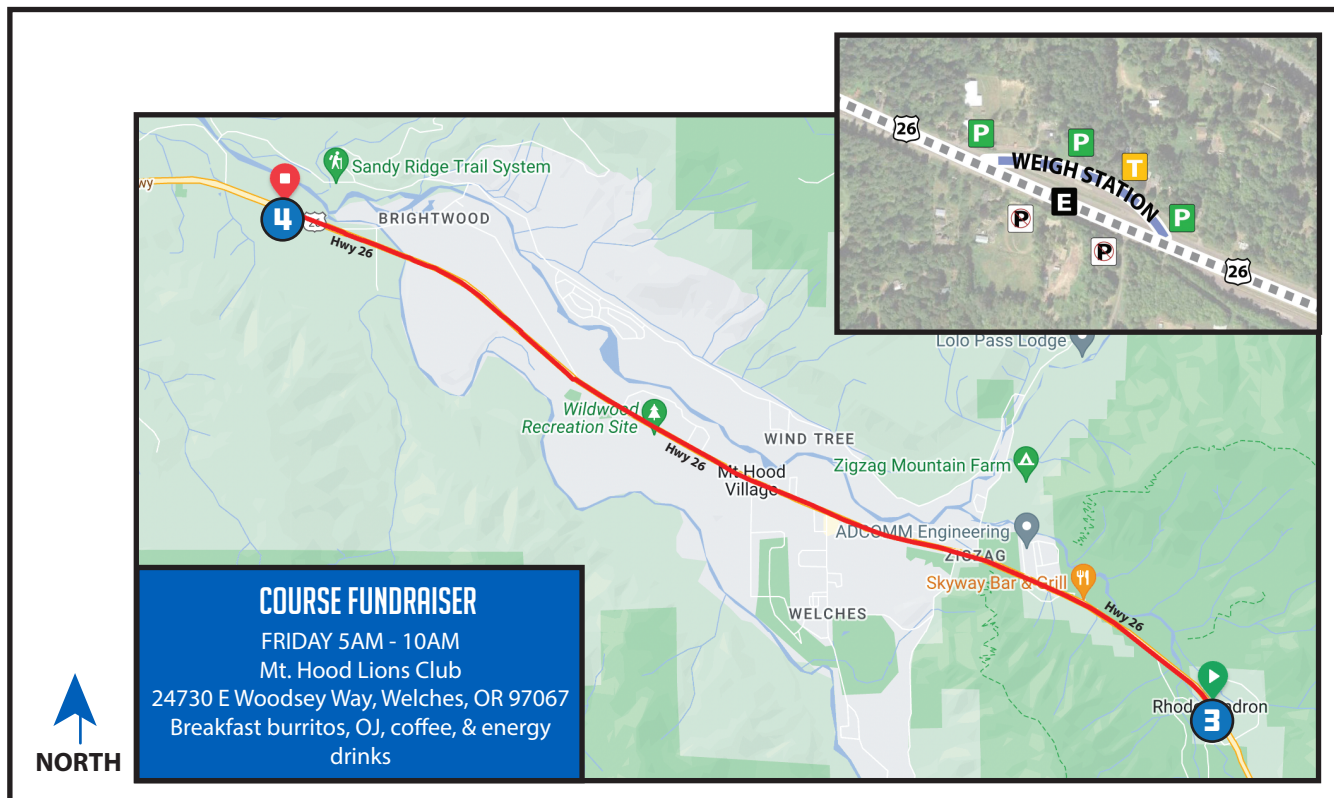 26
P
P
WEIGH STATION
T
E
P
P
P
26
wy
Sandy Ridge Trail System
4
26
BRIGHTWOOD
Hwy 26
Lolo Pass Lodge
Wildwood
Recreation Site
Hwy 26
WIND TREE
Mt Hood
Village
Zigzag Mountain Farm
ADCOMM Engineering
ZIGZAG
Skyway Bar & Grill
Hwy 26
WELCHES
Rhododendron
3
COURSE FUNDRAISER
FRIDAY 5AM - 10AM
Mt. Hood Lions Club
24730 E Woodsey Way, Welches, OR 97067
Breakfast burritos, OJ, coffee, & energy
drinks
NORTH